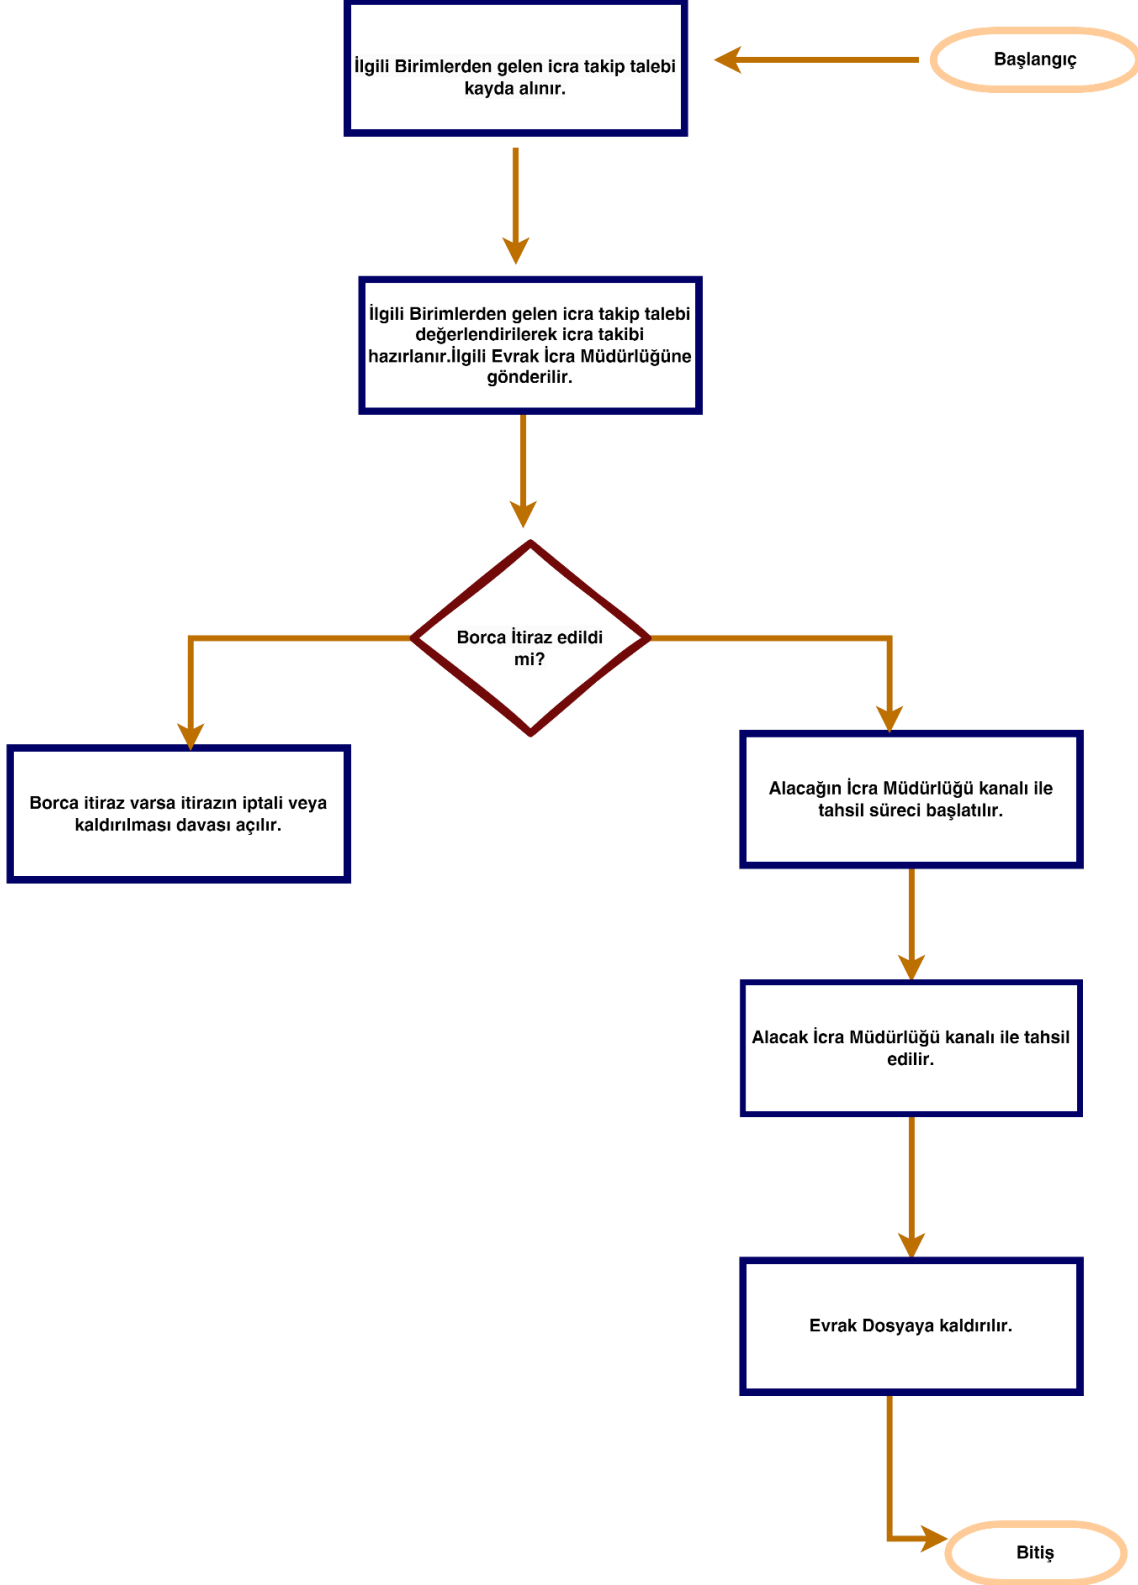 Başlangıç
İlgili Birimlerden gelen icra takip talebi
kayda alınır.
İlgili Birimlerden gelen icra takip talebi
değerlendirilerek icra takibi
hazırlanır.İlgili Evrak İcra Müdürlüğüne
gönderilir.
Borca İtiraz edildi
mi?
Borca itiraz varsa itirazın iptali veya
kaldırılması davası açılır.
Alacağın İcra Müdürlüğü kanalı ile
tahsil süreci başlatılır.
Alacak İcra Müdürlüğü kanalı ile tahsil
edilir.
Evrak Dosyaya kaldırılır.
Bitiş